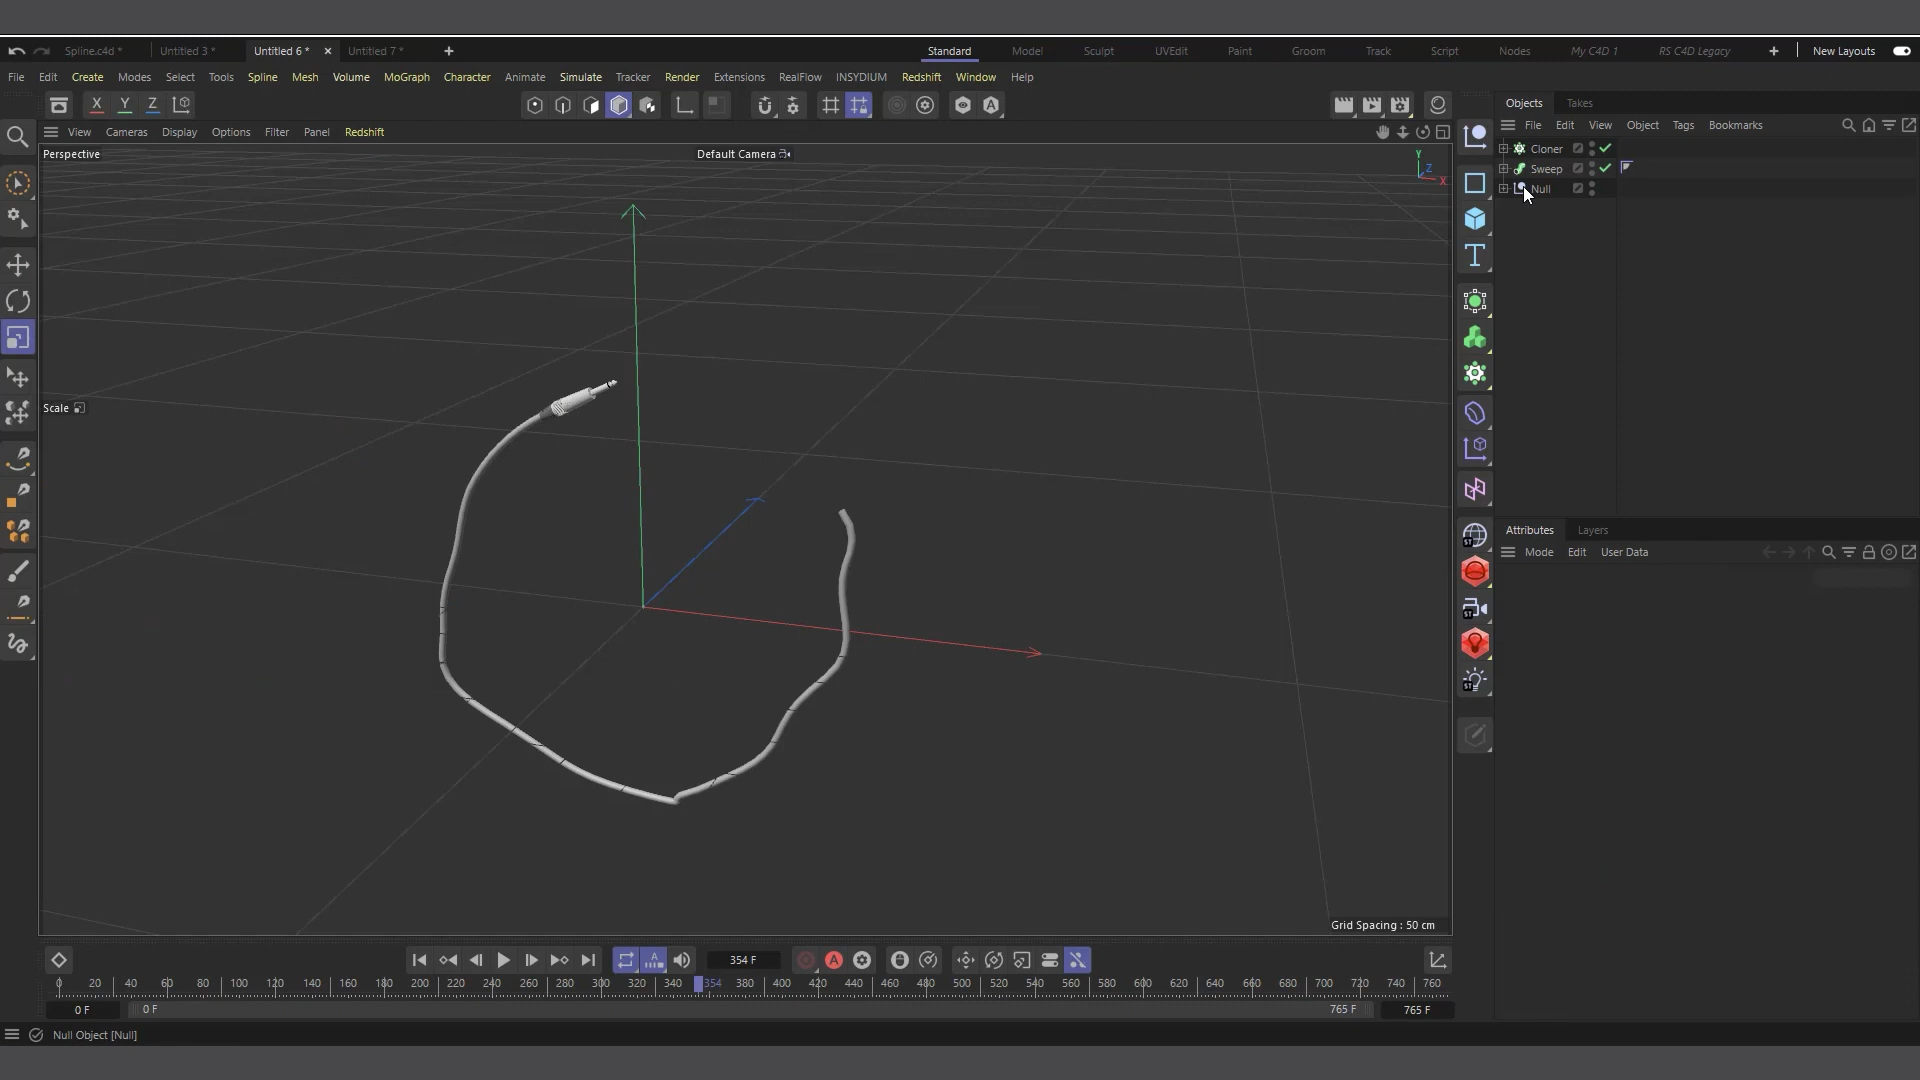 Spline.c4d * Untitled 3 * Untitled 6 * Untitled 7 * Standard Model Sculpt UVEdit Paint Groom Track Script Nodes My C4D 1 RS C4D Legacy New Layouts
File Edit Create Modes Select Tools Spline Mesh Volume MoGraph Character Animate Simulate Tracker Render Extensions RealFlow INSYDIUM Redshift Window Help
X Y Z
Objects Takes
View Cameras Display Options Filter Panel Redshift
File Edit View Object Tags Bookmarks
Perspective Default Camera
Y
Z
X
Cloner
Sweep
Null
Scale
Attributes Layers
Mode Edit User Data
Grid Spacing : 50 cm
354 F
0 20 40 60 80 100 120 140 160 180 200 220 240 260 280 300 320 340 354 380 400 420 440 460 480 500 520 540 560 580 600 620 640 660 680 700 720 740 760
0 F 0 F 765 F 765 F
Null Object [Null]